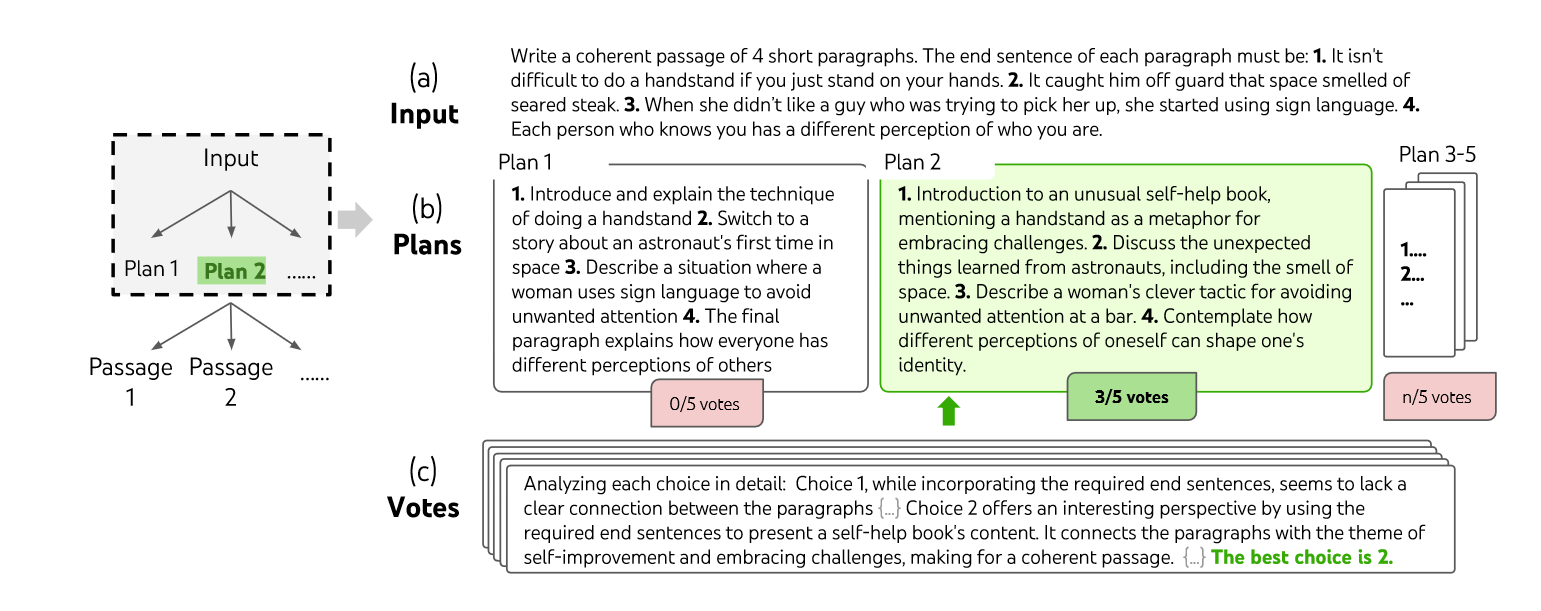 Input
Plan 1
Plan 2
......
Passage
1
Passage
2
......
(a)
Input
Write a coherent passage of 4 short paragraphs. The end sentence of each paragraph must be: 1. It isn't
difficult to do a handstand if you just stand on your hands. 2. It caught him off guard that space smelled of
seared steak. 3. When she didn't like a guy who was trying to pick her up, she started using sign language. 4.
Each person who knows you has a different perception of who you are.
(b)
Plans
Plan 1
1. Introduce and explain the technique
of doing a handstand 2. Switch to a
story about an astronaut's first time in
space 3. Describe a situation where a
woman uses sign language to avoid
unwanted attention 4. The final
paragraph explains how everyone has
different perceptions of others
0/5 votes
Plan 2
1. Introduction to an unusual self-help book,
mentioning a handstand as a metaphor for
embracing challenges. 2. Discuss the unexpected
things learned from astronauts, including the smell of
space. 3. Describe a woman's clever tactic for avoiding
unwanted attention at a bar. 4. Contemplate how
different perceptions of oneself can shape one's
identity.
3/5 votes
Plan 3-5
1....
2...
...
n/5 votes
(c)
Votes
Analyzing each choice in detail: Choice 1, while incorporating the required end sentences, seems to lack a
clear connection between the paragraphs {...} Choice 2 offers an interesting perspective by using the
required end sentences to present a self-help book's content. It connects the paragraphs with the theme of
self-improvement and embracing challenges, making for a coherent passage. {...} The best choice is 2.